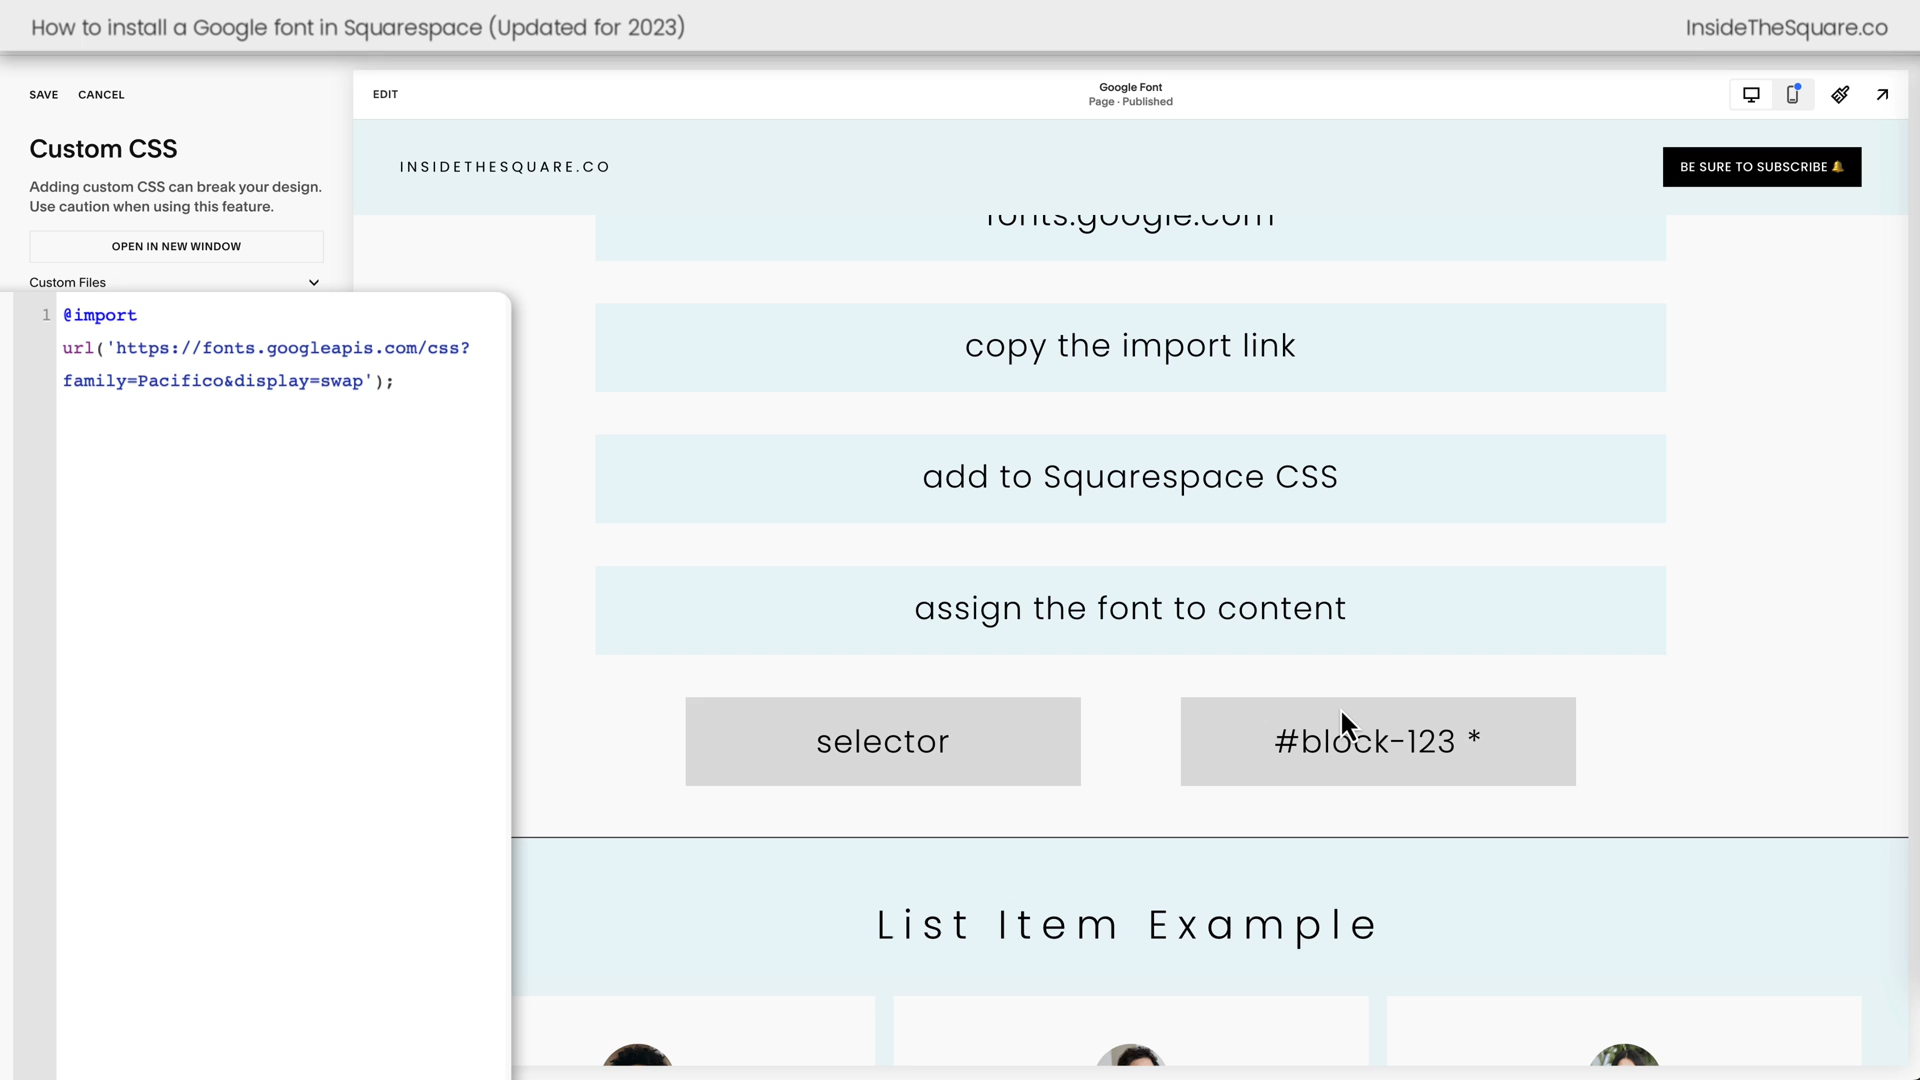 How to install a Google font in Squarespace (Updated for 2023)
InsideTheSquare.co
SAVE CANCEL
EDIT
Google Font
Page · Published
Custom CSS
Adding custom CSS can break your design.
Use caution when using this feature.
OPEN IN NEW WINDOW
Custom Files
1 @import
url('https://fonts.googleapis.com/css?
family=Pacifico&display=swap');
INSIDETHESQUARE.CO
BE SURE TO SUBSCRIBE 🔔
fonts.google.com
copy the import link
add to Squarespace CSS
assign the font to content
selector
#block-123 *
List Item Example